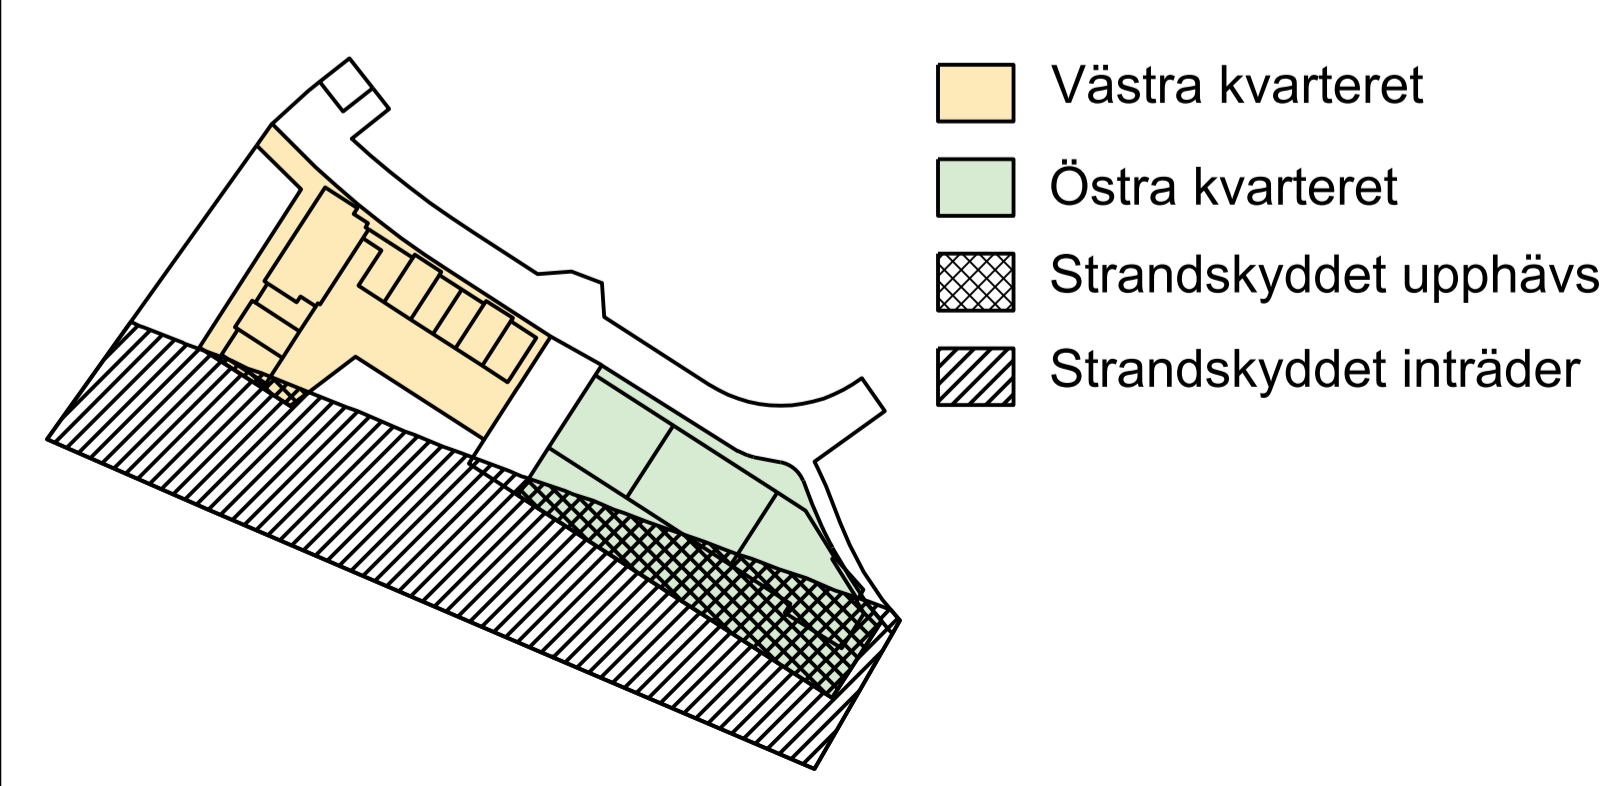 Västra kvarteret
Östra kvarteret
Strandskyddet upphävs
Strandskyddet inträder